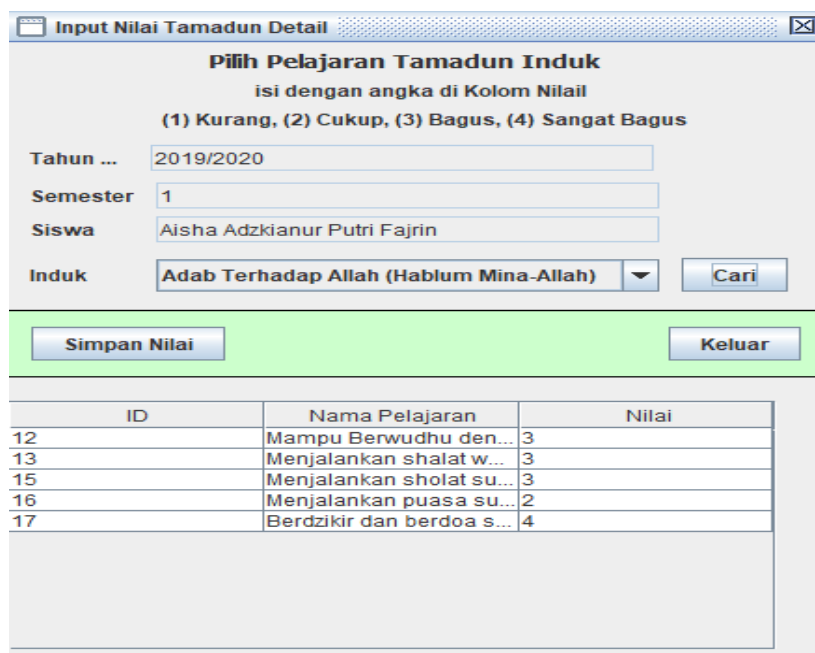 Input Nilai Tamadun Detail
Pilih Pelajaran Tamadun Induk
isi dengan angka di Kolom Nilail
(1) Kurang, (2) Cukup, (3) Bagus, (4) Sangat Bagus
Tahun ... 2019/2020
Semester 1
Siswa Aisha Adzkianur Putri Fajrin
Induk Adab Terhadap Allah (Hablum Mina-Allah) Cari
Simpan Nilai Keluar
ID Nama Pelajaran Nilai
12 Mampu Berwudhu den... 3
13 Menjalankan shalat w... 3
15 Menjalankan sholat su... 3
16 Menjalankan puasa su... 2
17 Berdzikir dan berdoa s... 4